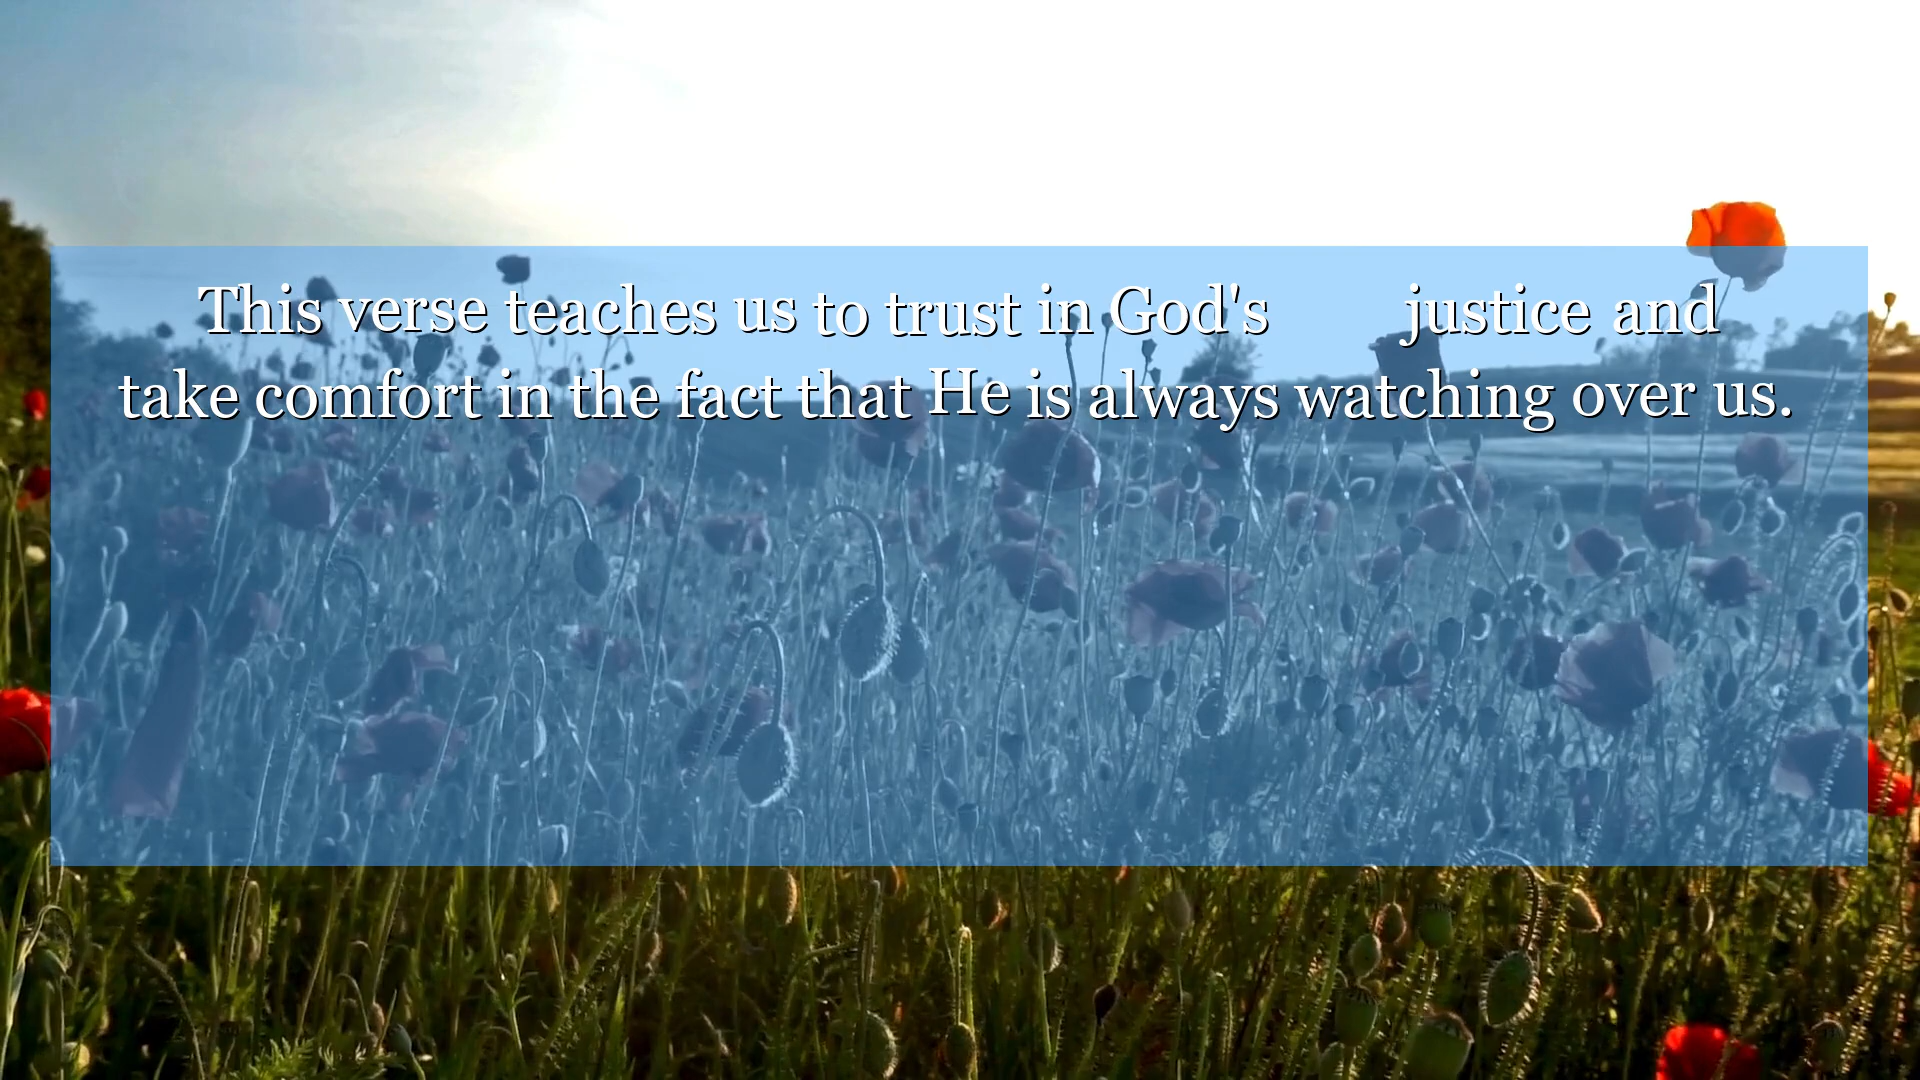 This verse teaches us to trust in God's justice and
take comfort in the fact that He is always watching over us.